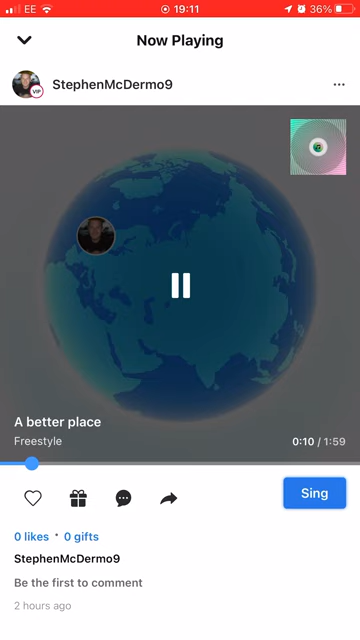 EE 19:11 36%
Now Playing
StephenMcDermo9
VIP
A better place
Freestyle
0:10 / 1:59
Sing
0 likes · 0 gifts
StephenMcDermo9
Be the first to comment
2 hours ago